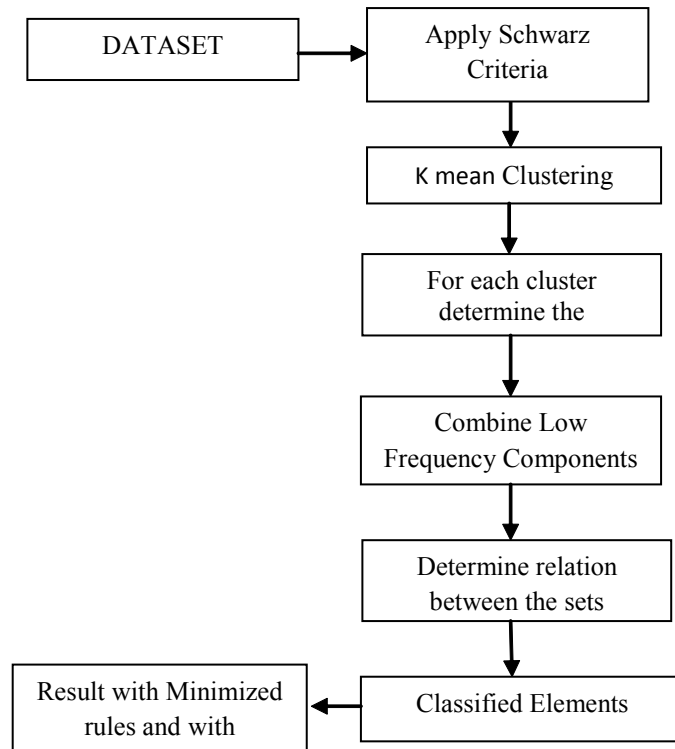 DATASET
Apply Schwarz
Criteria
K mean Clustering
For each cluster
determine the
Combine Low
Frequency Components
Determine relation
between the sets
Classified Elements
Result with Minimized
rules and with